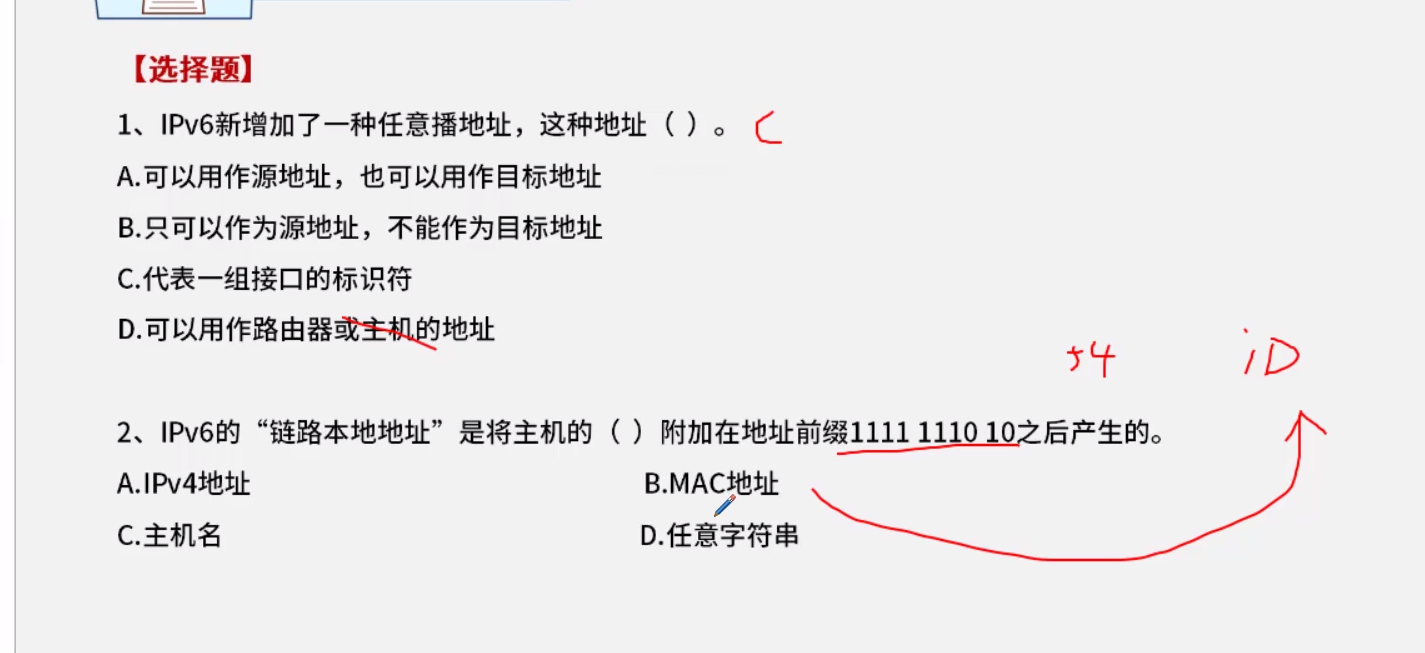 【选择题】
1、IPv6新增加了一种任意播地址，这种地址（ ）。 C
A.可以用作源地址，也可以用作目标地址
B.只可以作为源地址，不能作为目标地址
C.代表一组接口的标识符
D.可以用作路由器或主机的地址
54 iD
2、IPv6的“链路本地地址”是将主机的（ ）附加在地址前缀1111 1110 10之后产生的。
A.IPv4地址 B.MAC地址
C.主机名 D.任意字符串